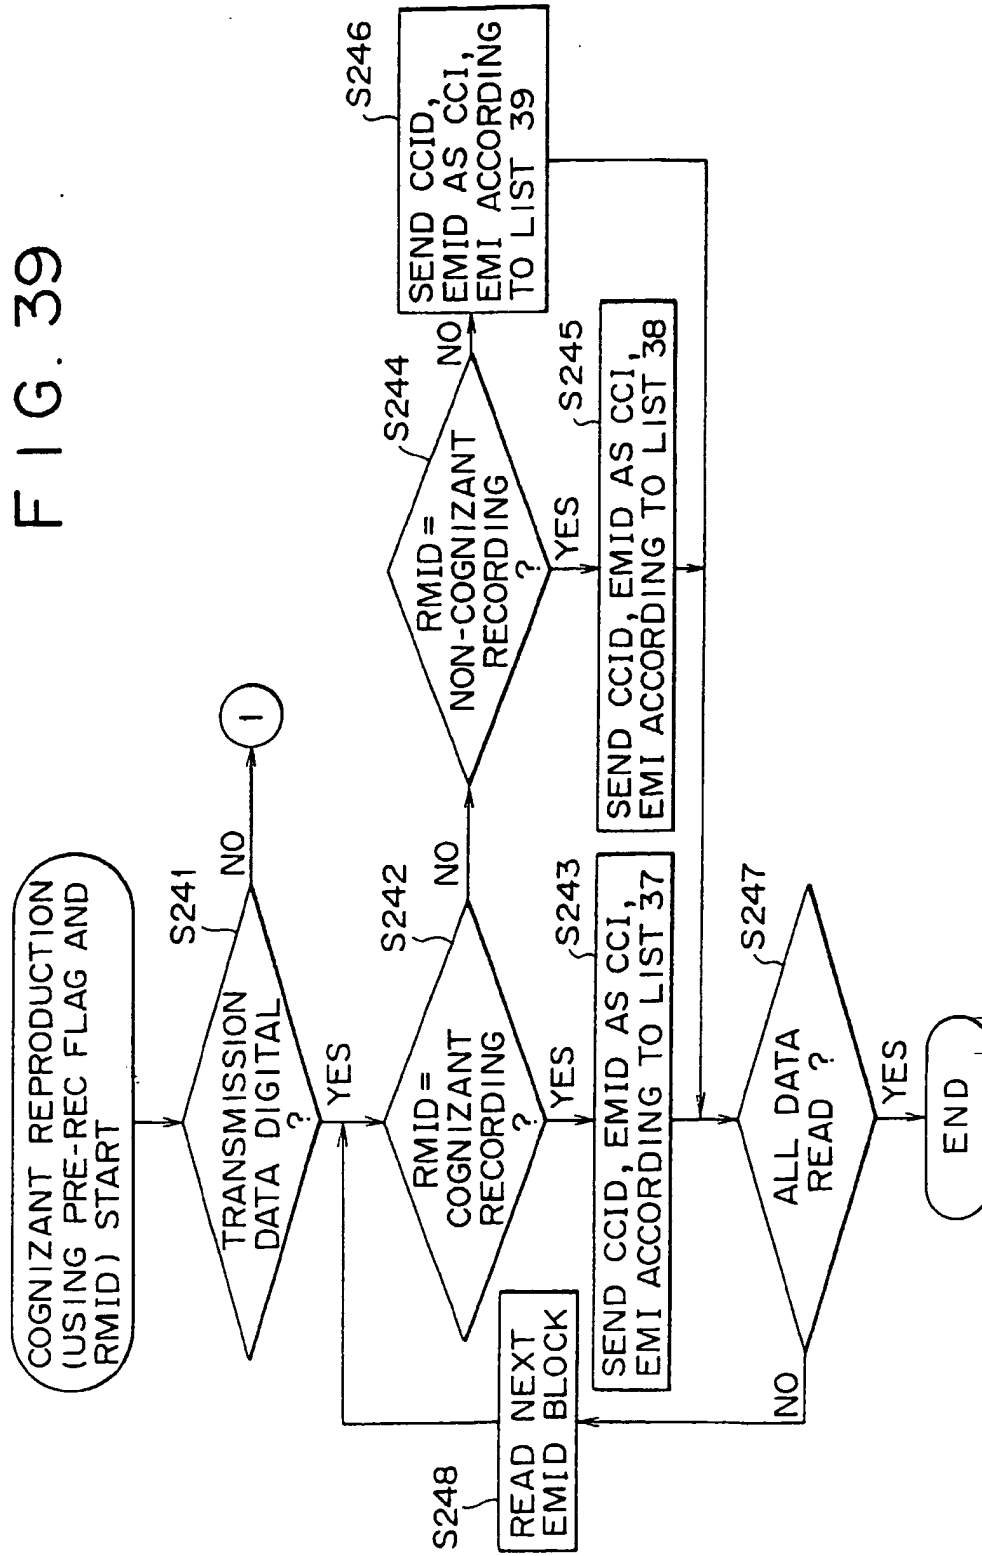 FIG. 39
COGNIZANT REPRODUCTION
(USING PRE-REC FLAG AND
RMID) START
S241
TRANSMISSION
DATA DIGITAL
?
NO
1
YES
S242
RMID=
COGNIZANT
RECORDING
?
NO
YES
S244
RMID=
NON-COGNIZANT
RECORDING
?
NO
YES
S246
SEND CCID,
EMID AS CCI,
EMI ACCORDING
TO LIST 39
S243
SEND CCID, EMID AS CCI,
EMI ACCORDING TO LIST 37
S245
SEND CCID, EMID AS CCI,
EMI ACCORDING TO LIST 38
S248
READ NEXT
EMID BLOCK
S247
ALL DATA
READ ?
NO
YES
END